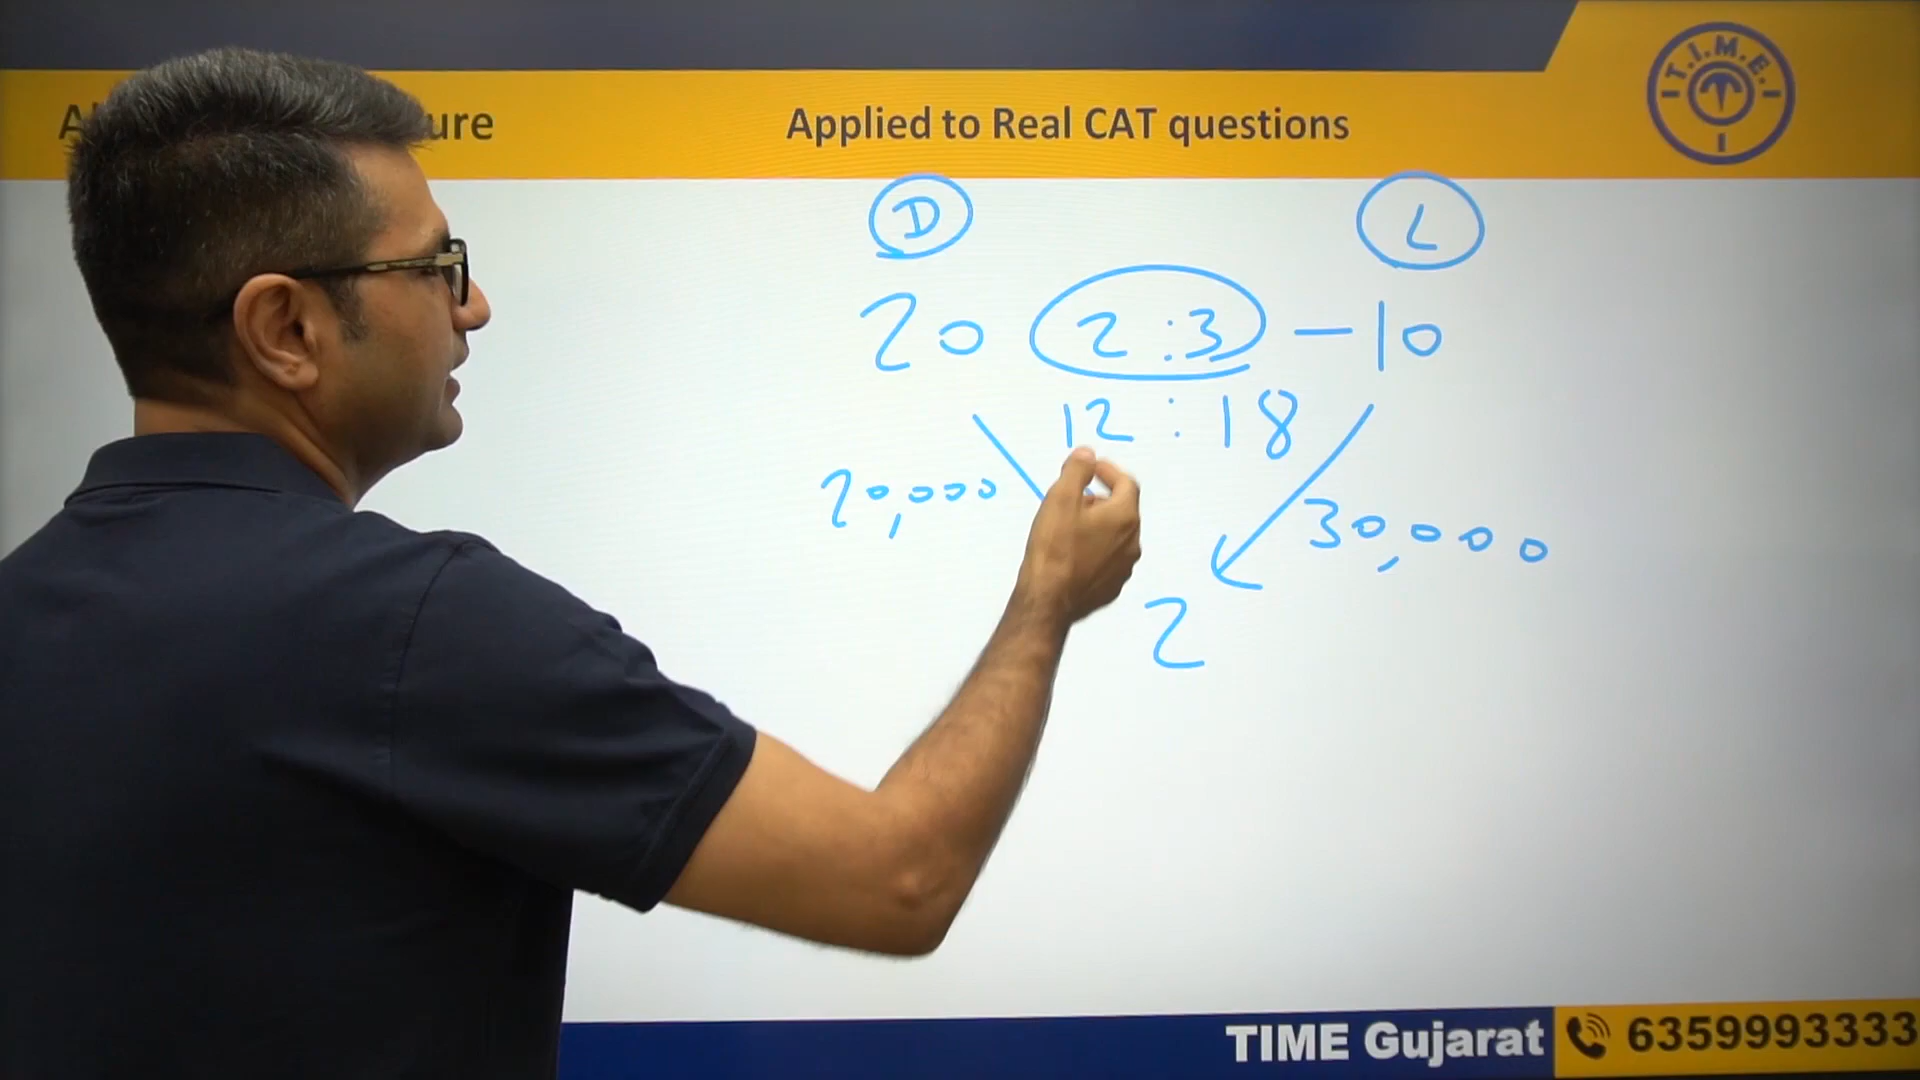 ure
Applied to Real CAT questions
T.I.M.E.
D
L
20 2:3 -10
12 : 18
20,000
30,000
2
TIME Gujarat 6359993333